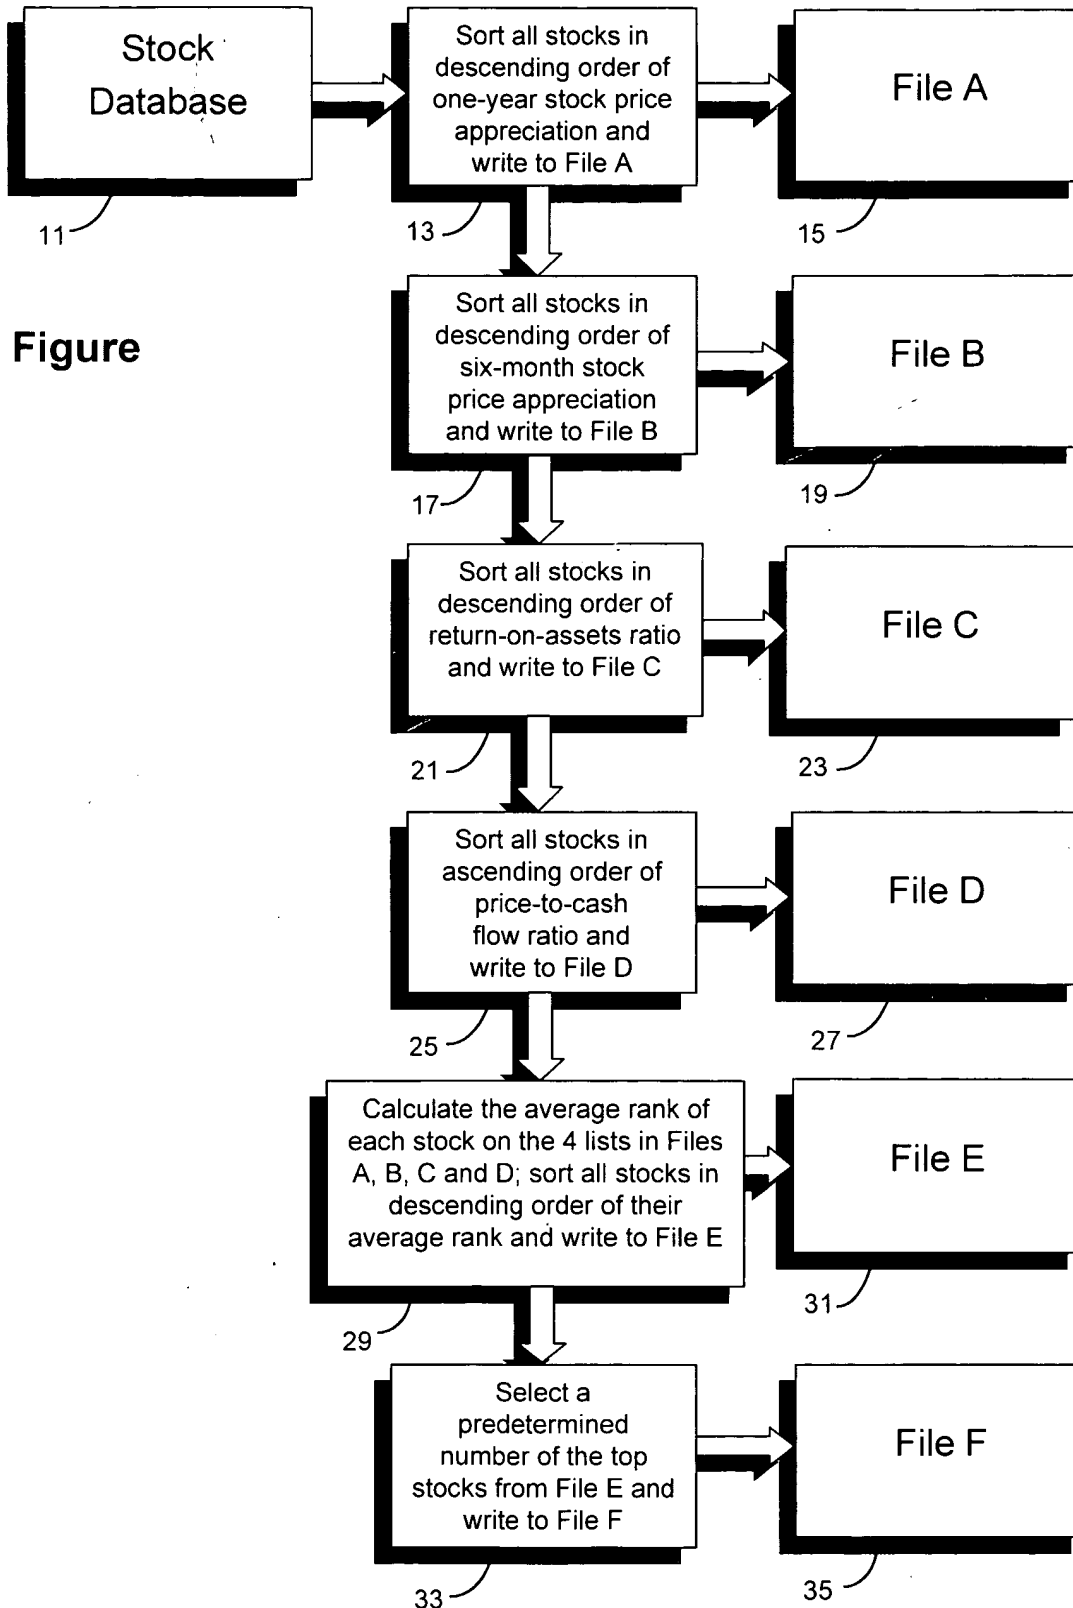 Stock
Database
11
Sort all stocks in
descending order of
one-year stock price
appreciation and
write to File A
13
File A
15
Figure
Sort all stocks in
descending order of
six-month stock
price appreciation
and write to File B
17
File B
19
Sort all stocks in
descending order of
return-on-assets ratio
and write to File C
21
File C
23
Sort all stocks in
ascending order of
price-to-cash
flow ratio and
write to File D
25
File D
27
Calculate the average rank of
each stock on the 4 lists in Files
A, B, C and D; sort all stocks in
descending order of their
average rank and write to File E
29
File E
31
Select a
predetermined
number of the top
stocks from File E and
write to File F
33
File F
35